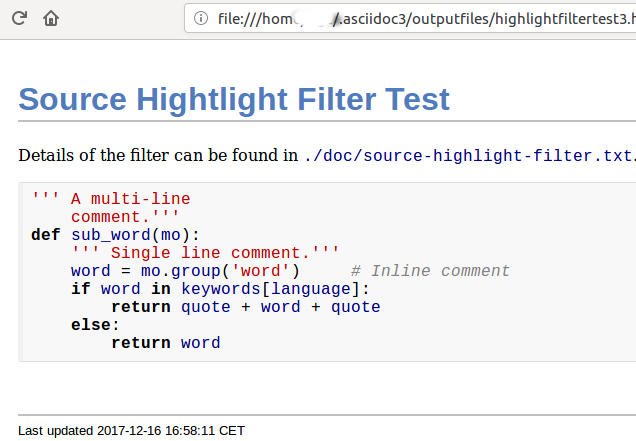 file:///hom .asciidoc3/outputfiles/highlightfiltertest3.h
Source Hightlight Filter Test
Details of the filter can be found in ./doc/source-highlight-filter.txt.
''' A multi-line
    comment.'''
def sub_word(mo):
    ''' Single line comment.'''
    word = mo.group('word')     # Inline comment
    if word in keywords[language]:
        return quote + word + quote
    else:
        return word
Last updated 2017-12-16 16:58:11 CET